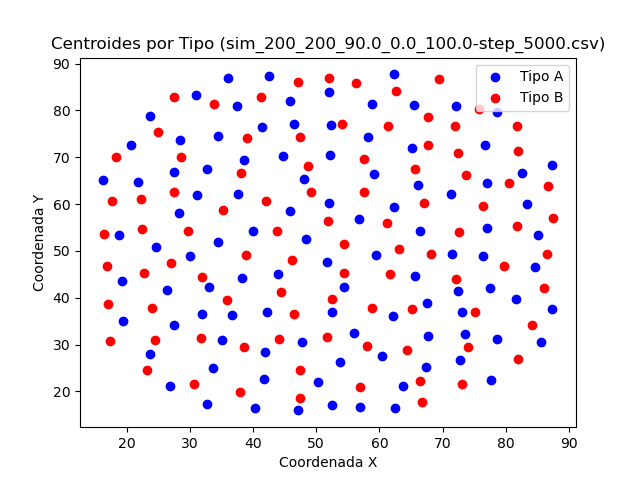 Centroides por Tipo (sim_200_200_90.0_0.0_100.0-step_5000.csv)
Tipo A
Tipo B
90
80
70
60
50
40
30
20
Coordenada Y
20 30 40 50 60 70 80 90
Coordenada X